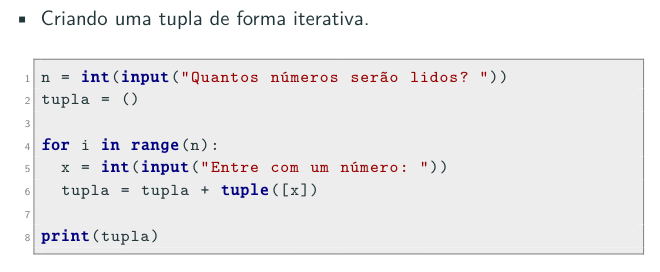 ▪ Criando uma tupla de forma iterativa.
1 n = int(input("Quantos números serão lidos? "))
2 tupla = ()
3
4 for i in range(n):
5   x = int(input("Entre com um número: "))
6   tupla = tupla + tuple([x])
7
8 print(tupla)